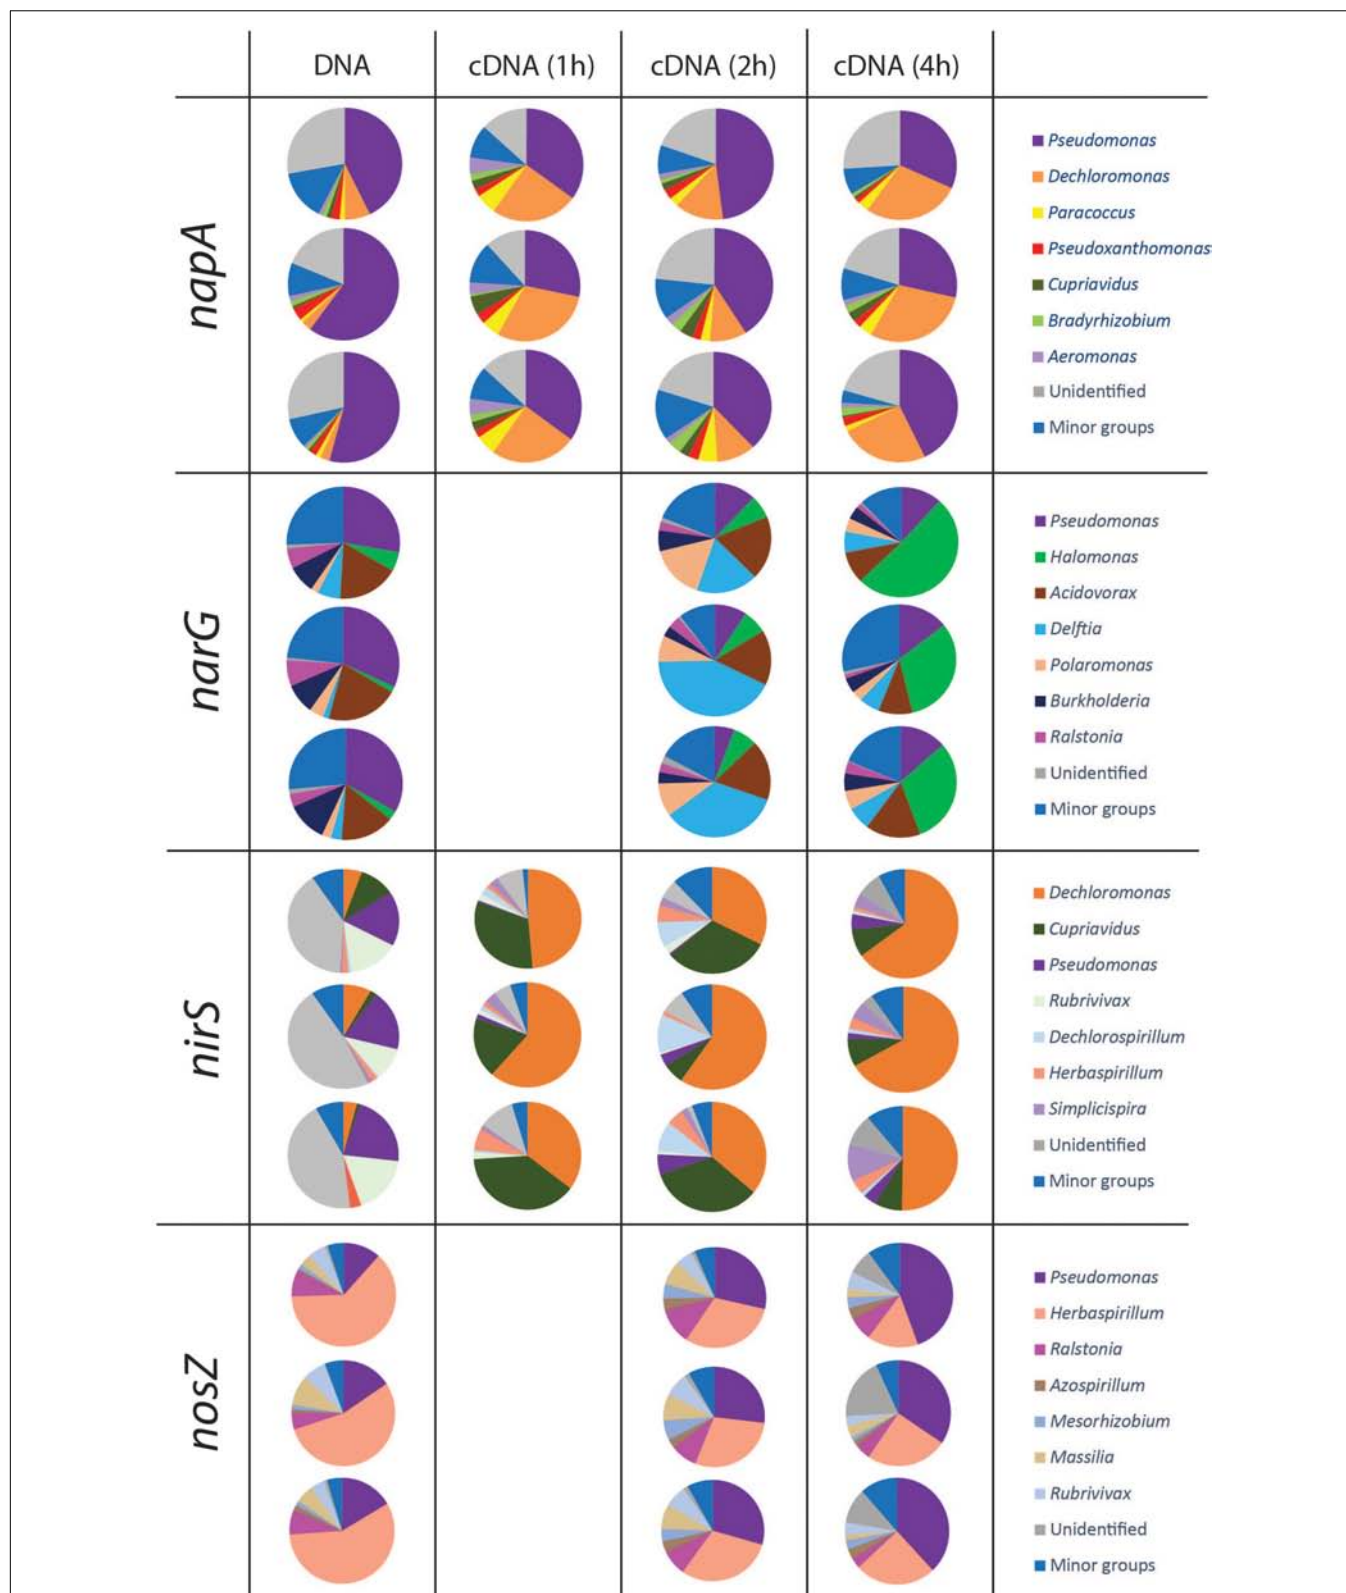 DNA cDNA (1h) cDNA (2h) cDNA (4h)
napA
Pseudomonas
Dechloromonas
Paracoccus
Pseudoxanthomonas
Cupriavidus
Bradyrhizobium
Aeromonas
Unidentified
Minor groups
narG
Pseudomonas
Halomonas
Acidovorax
Delftia
Polaromonas
Burkholderia
Ralstonia
Unidentified
Minor groups
nirS
Dechloromonas
Cupriavidus
Pseudomonas
Rubrivivax
Dechlorospirillum
Herbaspirillum
Simplicispira
Unidentified
Minor groups
nosZ
Pseudomonas
Herbaspirillum
Ralstonia
Azospirillum
Mesorhizobium
Massilia
Rubrivivax
Unidentified
Minor groups